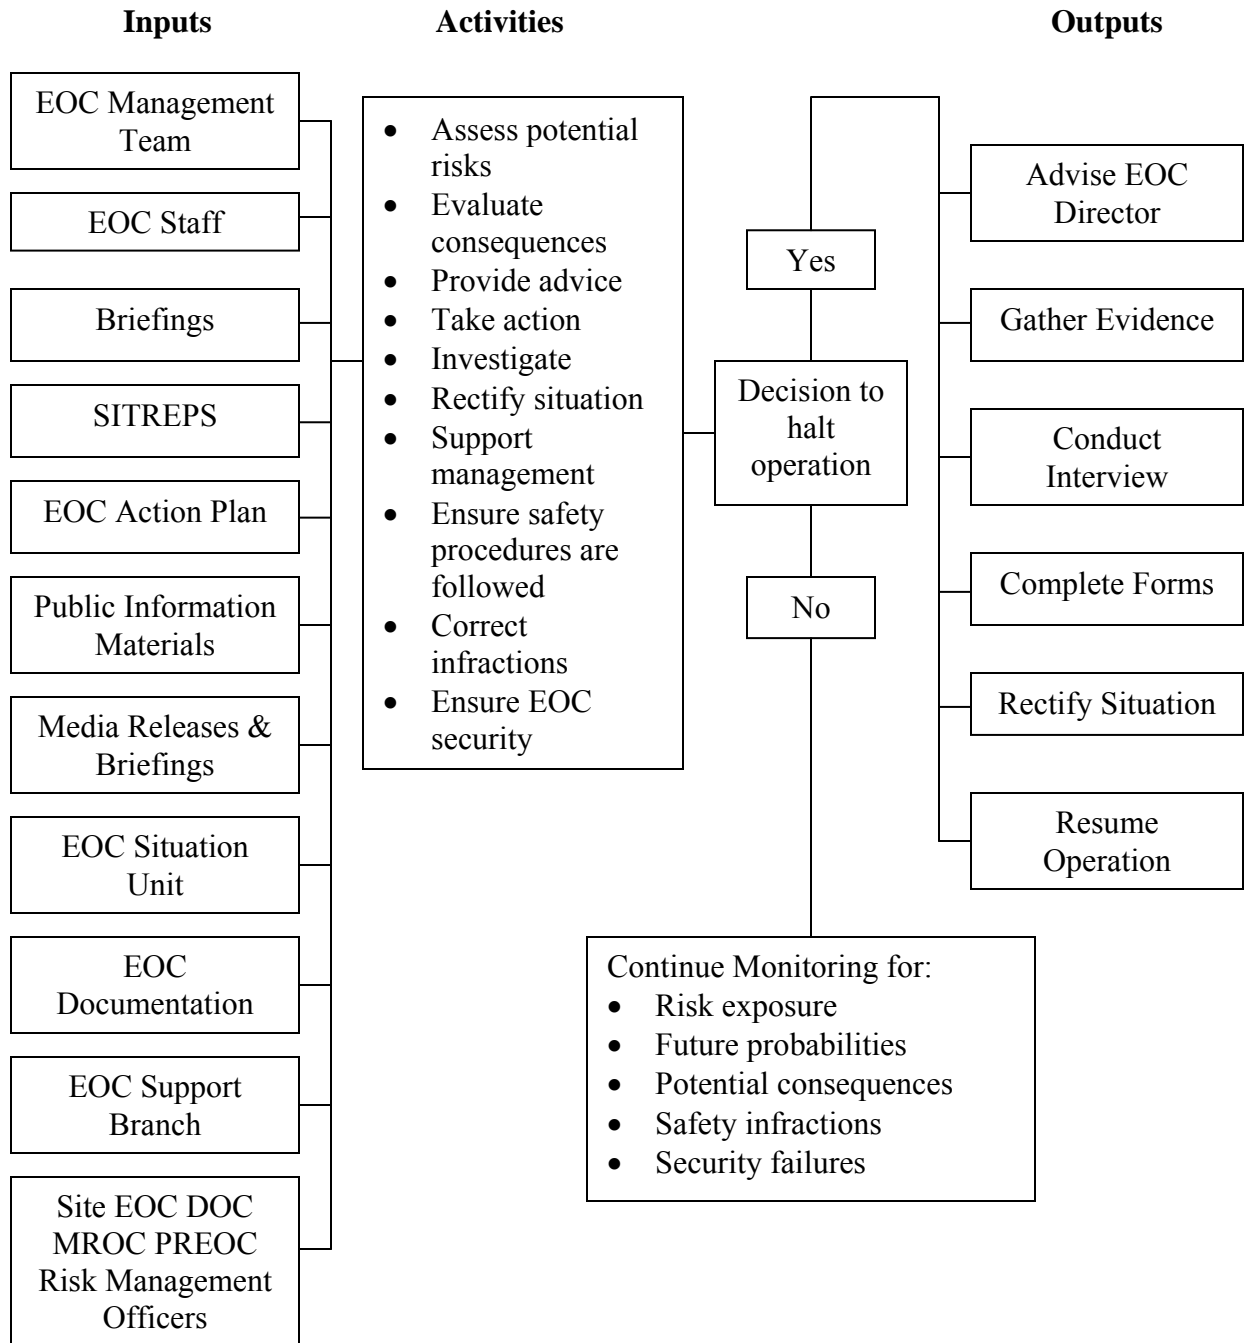 Inputs
Activities
Outputs
EOC Management
Team
EOC Staff
Briefings
SITREPS
EOC Action Plan
Public Information
Materials
Media Releases &
Briefings
EOC Situation
Unit
EOC
Documentation
EOC Support
Branch
Site EOC DOC
MROC PREOC
Risk Management
Officers
• Assess potential
risks
• Evaluate
consequences
• Provide advice
• Take action
• Investigate
• Rectify situation
• Support
management
• Ensure safety
procedures are
followed
• Correct
infractions
• Ensure EOC
security
Yes
Decision to
halt
operation
No
Continue Monitoring for:
• Risk exposure
• Future probabilities
• Potential consequences
• Safety infractions
• Security failures
Advise EOC
Director
Gather Evidence
Conduct
Interview
Complete Forms
Rectify Situation
Resume
Operation